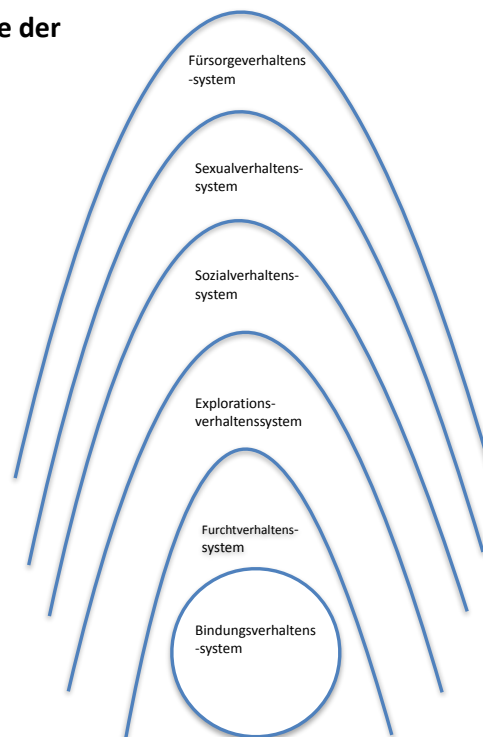 e der
Fürsorgeverhaltens
-system
Sexualverhaltens-
system
Sozialverhaltens-
system
Explorations-
verhaltenssystem
Furchtverhaltens-
system
Bindungsverhaltens
-system